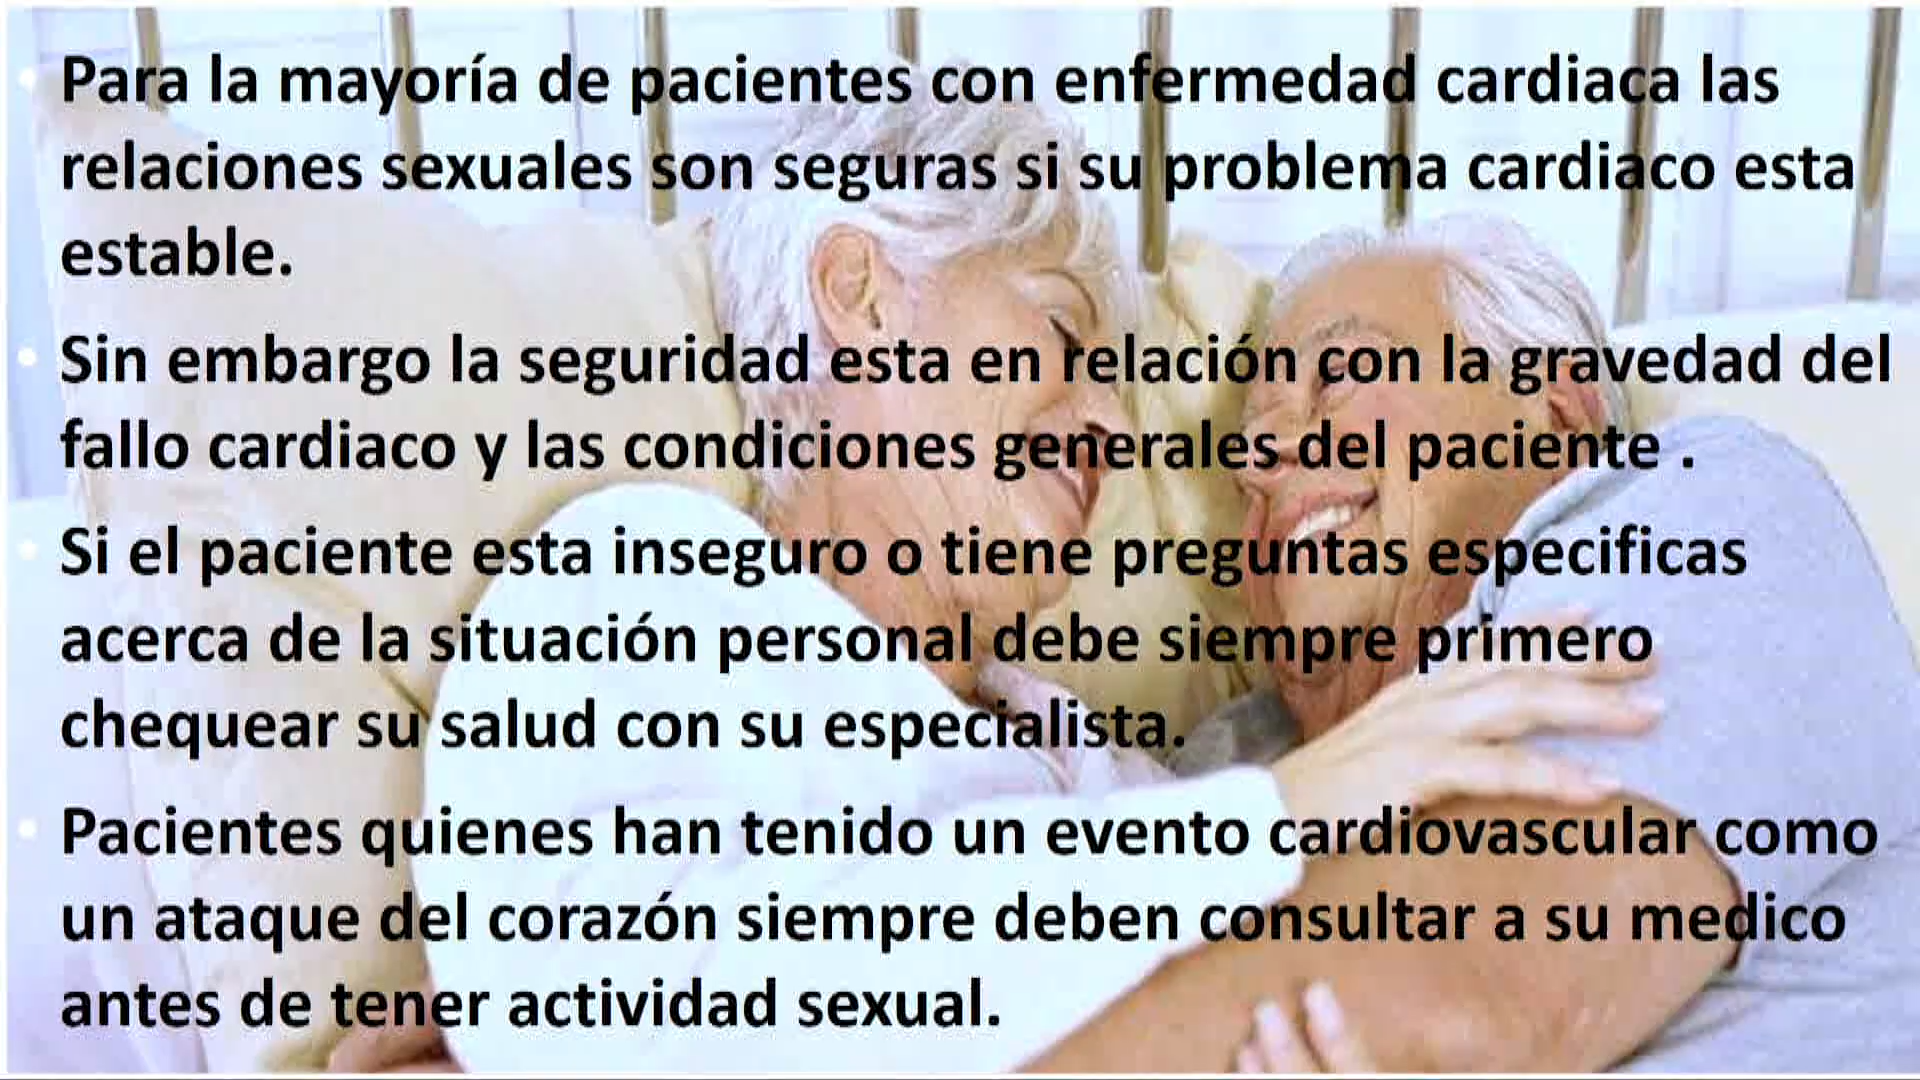 • Para la mayoría de pacientes con enfermedad cardiaca las
relaciones sexuales son seguras si su problema cardiaco esta
estable.
• Sin embargo la seguridad esta en relación con la gravedad del
fallo cardiaco y las condiciones generales del paciente .
• Si el paciente esta inseguro o tiene preguntas especificas
acerca de la situación personal debe siempre primero
chequear su salud con su especialista.
• Pacientes quienes han tenido un evento cardiovascular como
un ataque del corazón siempre deben consultar a su medico
antes de tener actividad sexual.